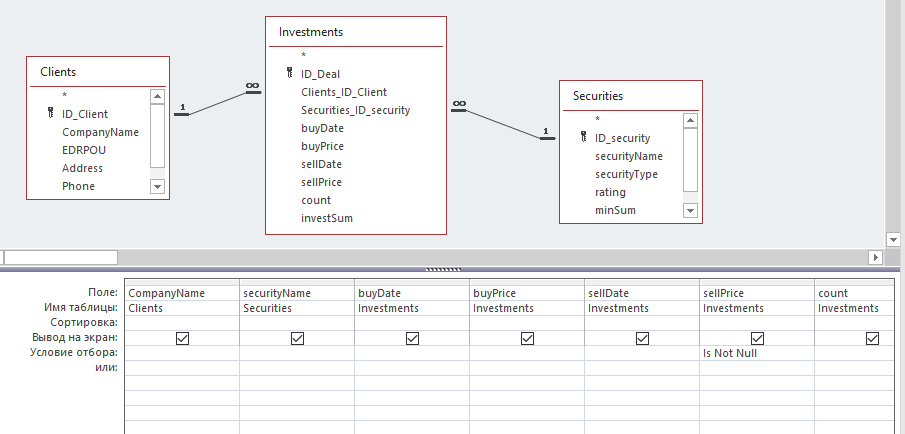 Clients
*
ID_Client
CompanyName
EDRPOU
Address
Phone
1
∞
Investments
*
ID_Deal
Clients_ID_Client
Securities_ID_security
buyDate
buyPrice
sellDate
sellPrice
count
investSum
∞
1
Securities
*
ID_security
securityName
securityType
rating
minSum
Поле: CompanyName securityName buyDate buyPrice sellDate sellPrice count
Имя таблицы: Clients Securities Investments Investments Investments Investments Investments
Сортировка:
Вывод на экран:
Условие отбора: Is Not Null
или: